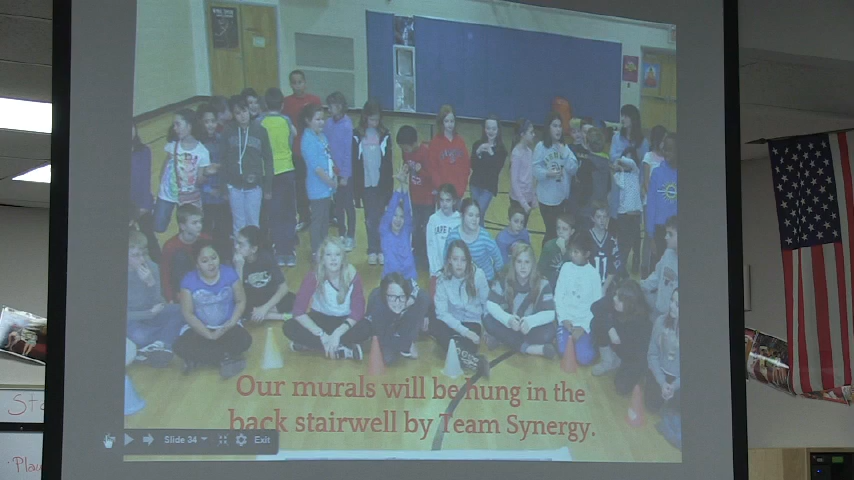 Our murals will be hung in the
back stairwell by Team Synergy.
Slide 34
Exit